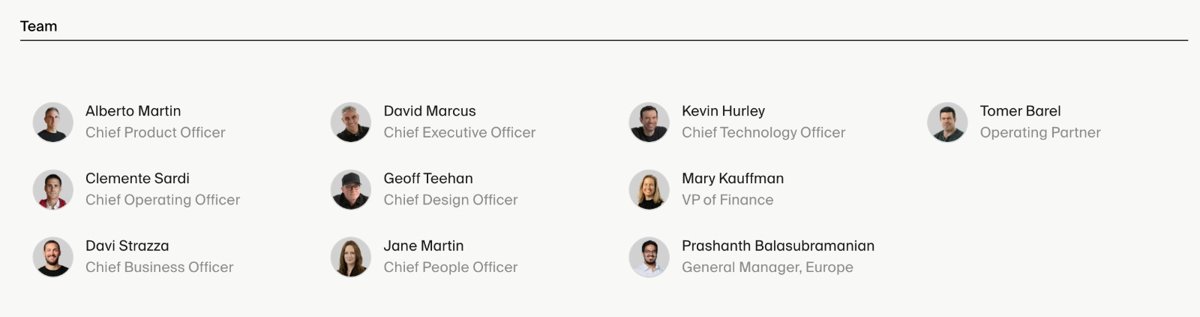 Team
Alberto Martin
Chief Product Officer
Clemente Sardi
Chief Operating Officer
Davi Strazza
Chief Business Officer
David Marcus
Chief Executive Officer
Geoff Teehan
Chief Design Officer
Jane Martin
Chief People Officer
Kevin Hurley
Chief Technology Officer
Mary Kauffman
VP of Finance
Prashanth Balasubramanian
General Manager, Europe
Tomer Barel
Operating Partner